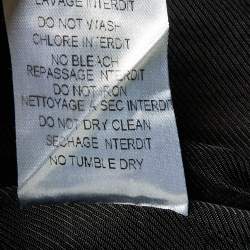 LAVAGE INTERDIT
DO NOT WASH
CHLORE INTERDIT
NO BLEACH
REPASSAGE INTERDIT
DO NOT IRON
NETTOYAGE A SEC INTERDIT
DO NOT DRY CLEAN
SECHAGE INTERDIT
NO TUMBLE DRY